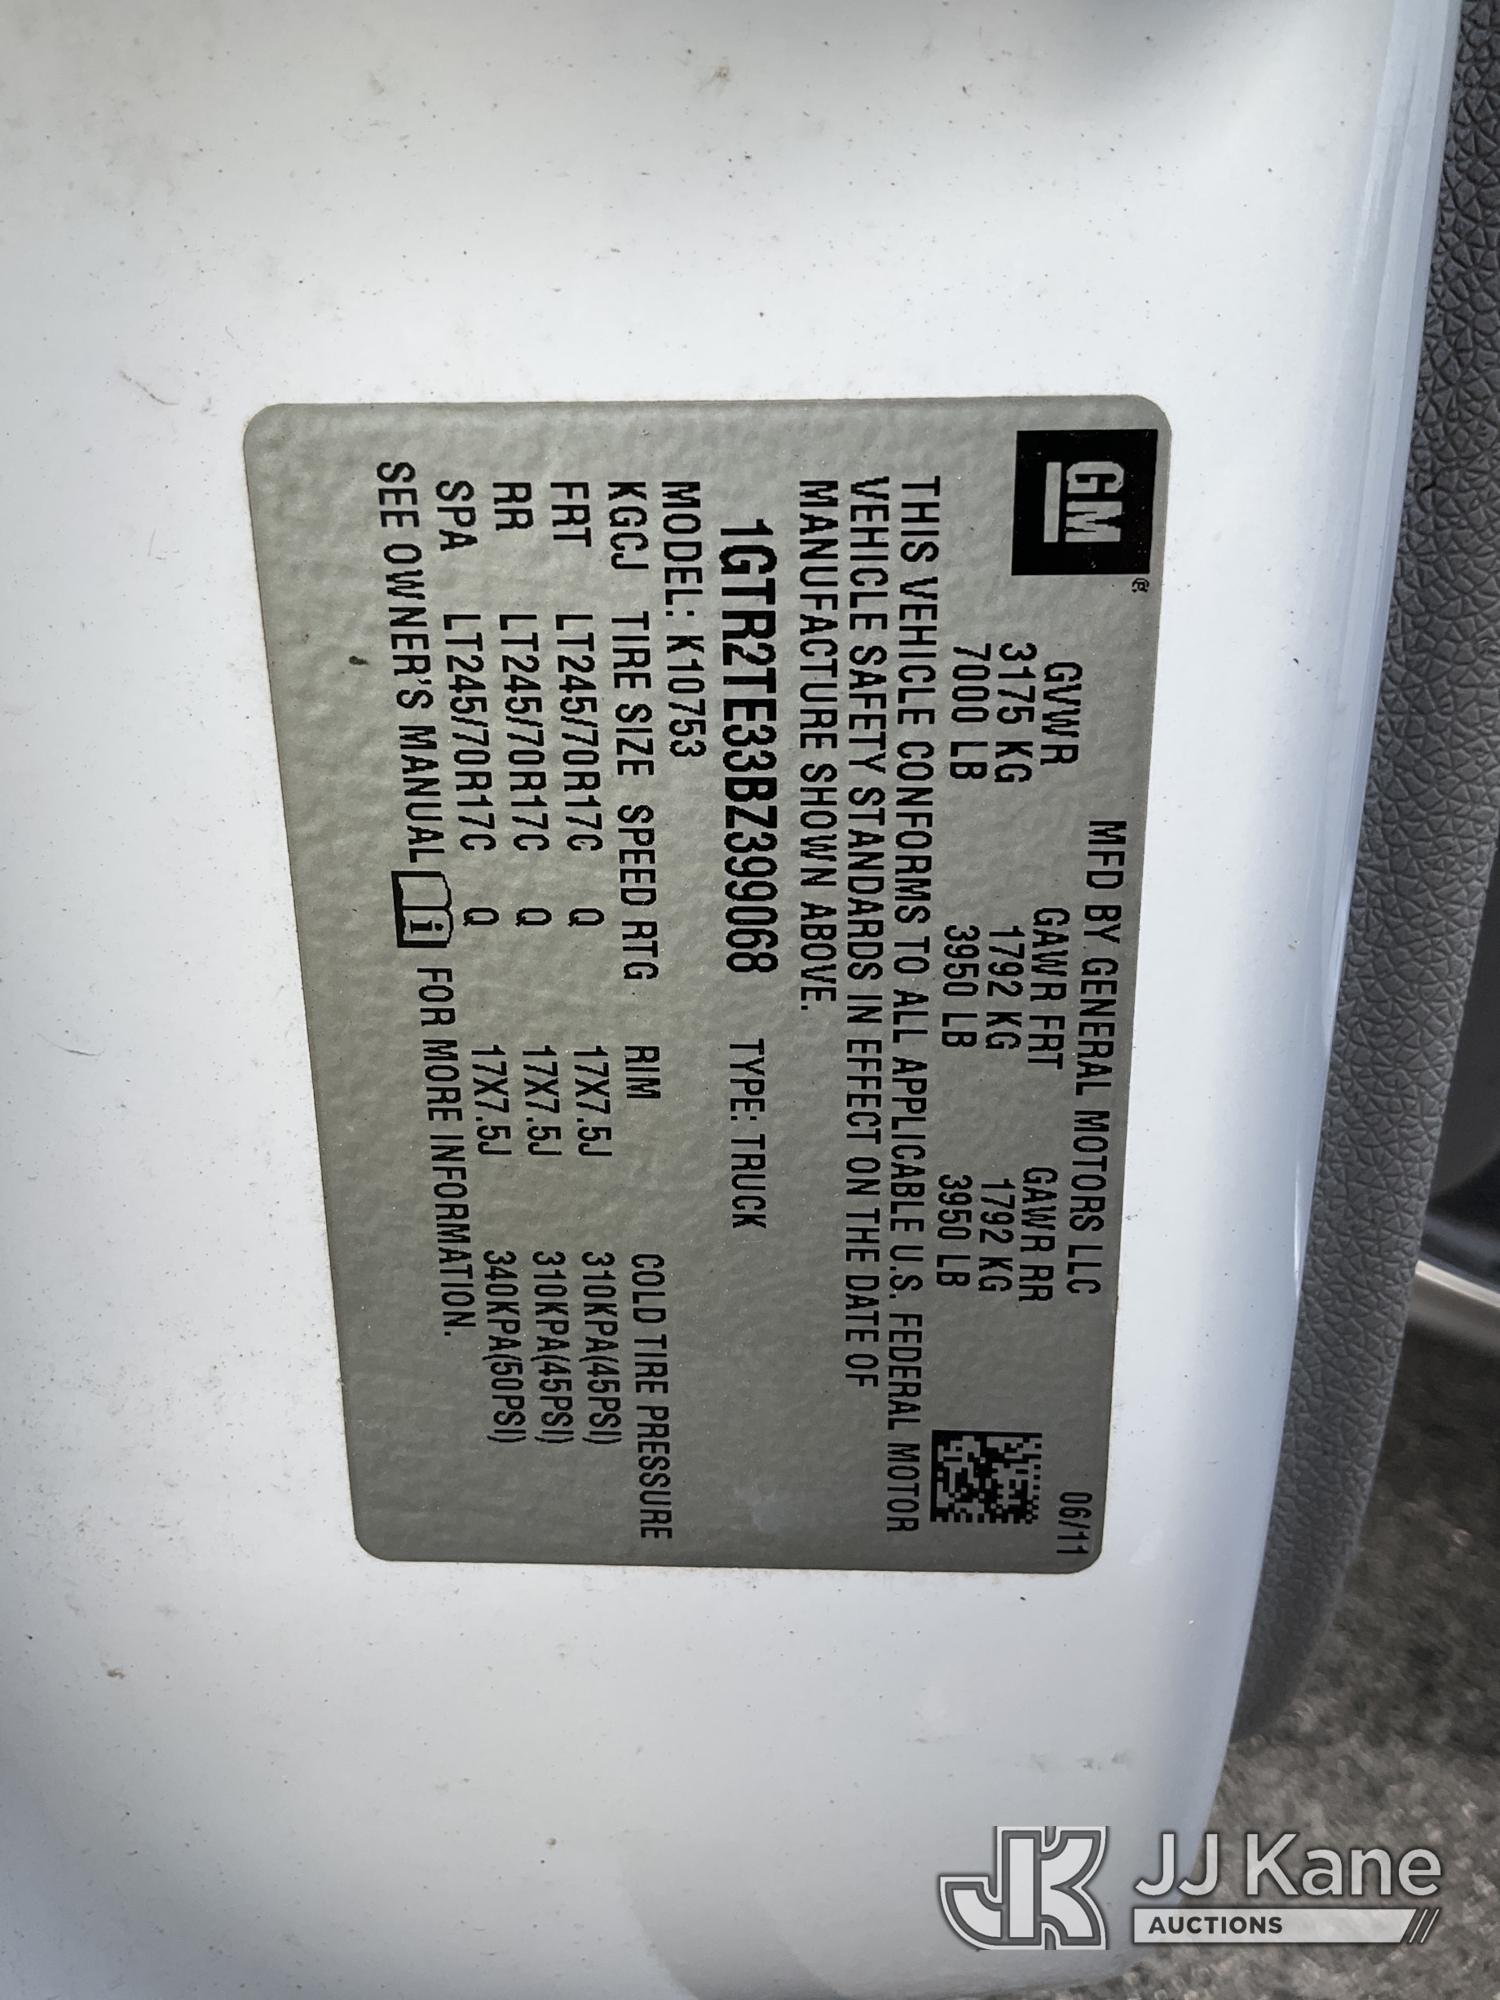 GM ®
MFD BY GENERAL MOTORS LLC 06/11
GVWR GAWR FRT GAWR RR
3175 KG 1792 KG 1792 KG
7000 LB 3950 LB 3950 LB
THIS VEHICLE CONFORMS TO ALL APPLICABLE U.S. FEDERAL MOTOR
VEHICLE SAFETY STANDARDS IN EFFECT ON THE DATE OF
MANUFACTURE SHOWN ABOVE.
1GTR2TE33BZ399068 TYPE: TRUCK
MODEL: K10753
KGCJ TIRE SIZE SPEED RTG RIM COLD TIRE PRESSURE
FRT LT245/70R17C Q 17X7.5J 310KPA(45PSI)
RR LT245/70R17C Q 17X7.5J 310KPA(45PSI)
SPA LT245/70R17C Q 17X7.5J 340KPA(50PSI)
SEE OWNER'S MANUAL i FOR MORE INFORMATION.
JK JJ Kane
AUCTIONS